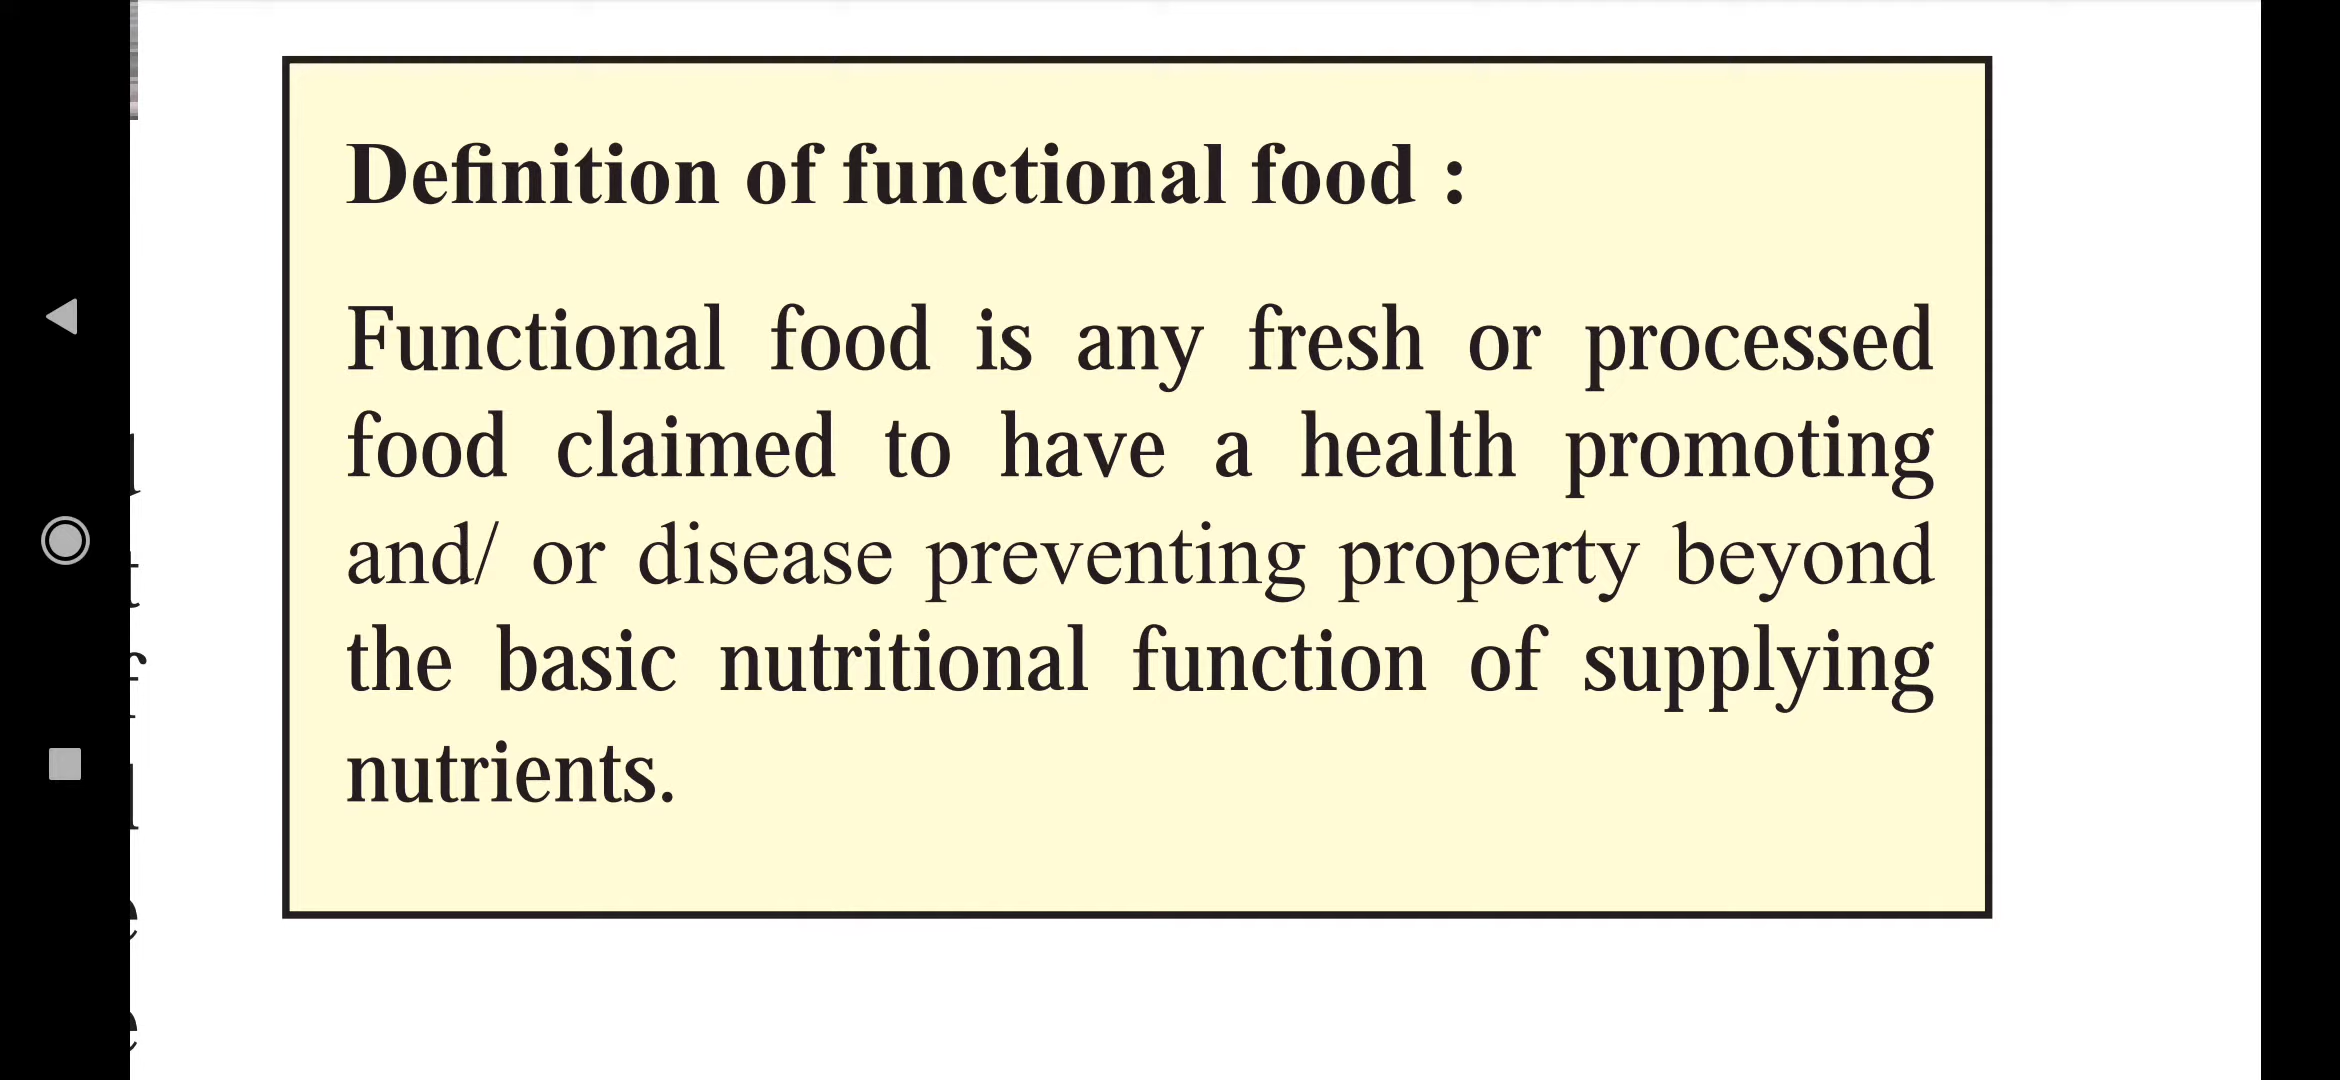 Definition of functional food :
Functional food is any fresh or processed
food claimed to have a health promoting
and/ or disease preventing property beyond
the basic nutritional function of supplying
nutrients.